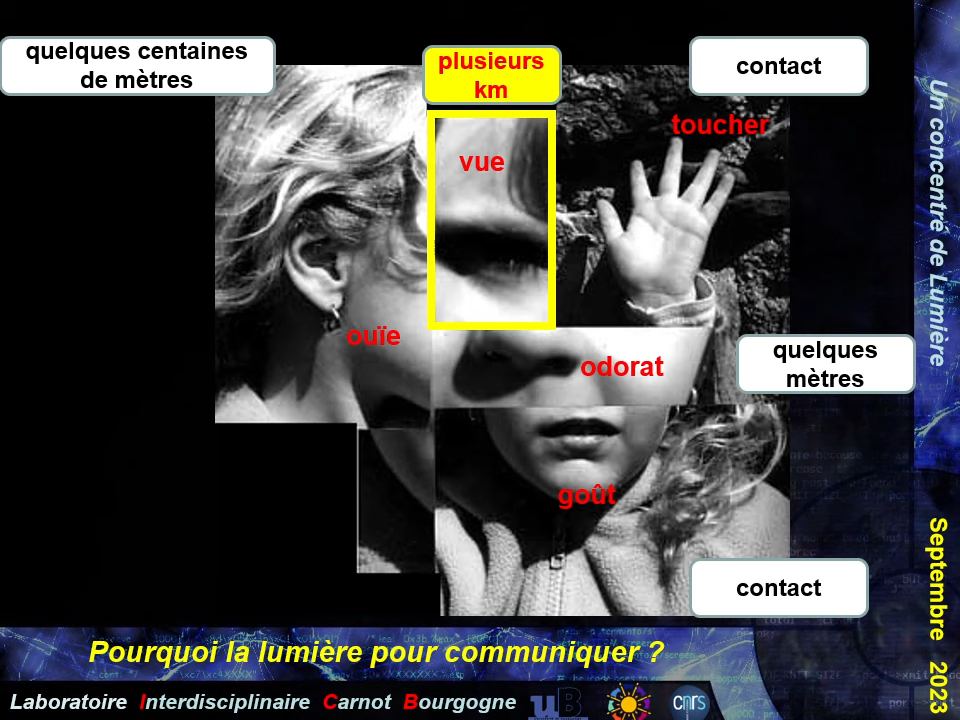 quelques centaines
de mètres
plusieurs
km
contact
toucher
vue
ouïe
odorat
quelques
mètres
goût
contact
Un concentré de Lumière
Septembre 2023
Pourquoi la lumière pour communiquer ?
Laboratoire Interdisciplinaire Carnot Bourgogne
uB
cnrs